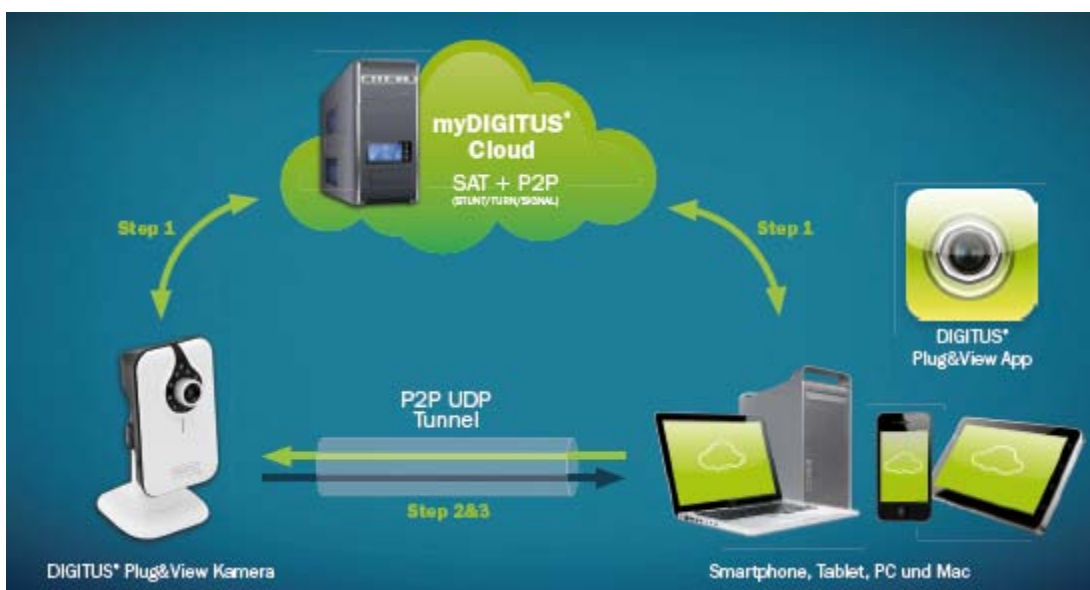 myDIGITUS®
Cloud
SAT + P2P
(STUNT/TURN/SIGNAL)
Step 1
Step 1
DIGITUS®
Plug&View App
P2P UDP
Tunnel
Step 2&3
DIGITUS® Plug&View Kamera
Smartphone, Tablet, PC und Mac